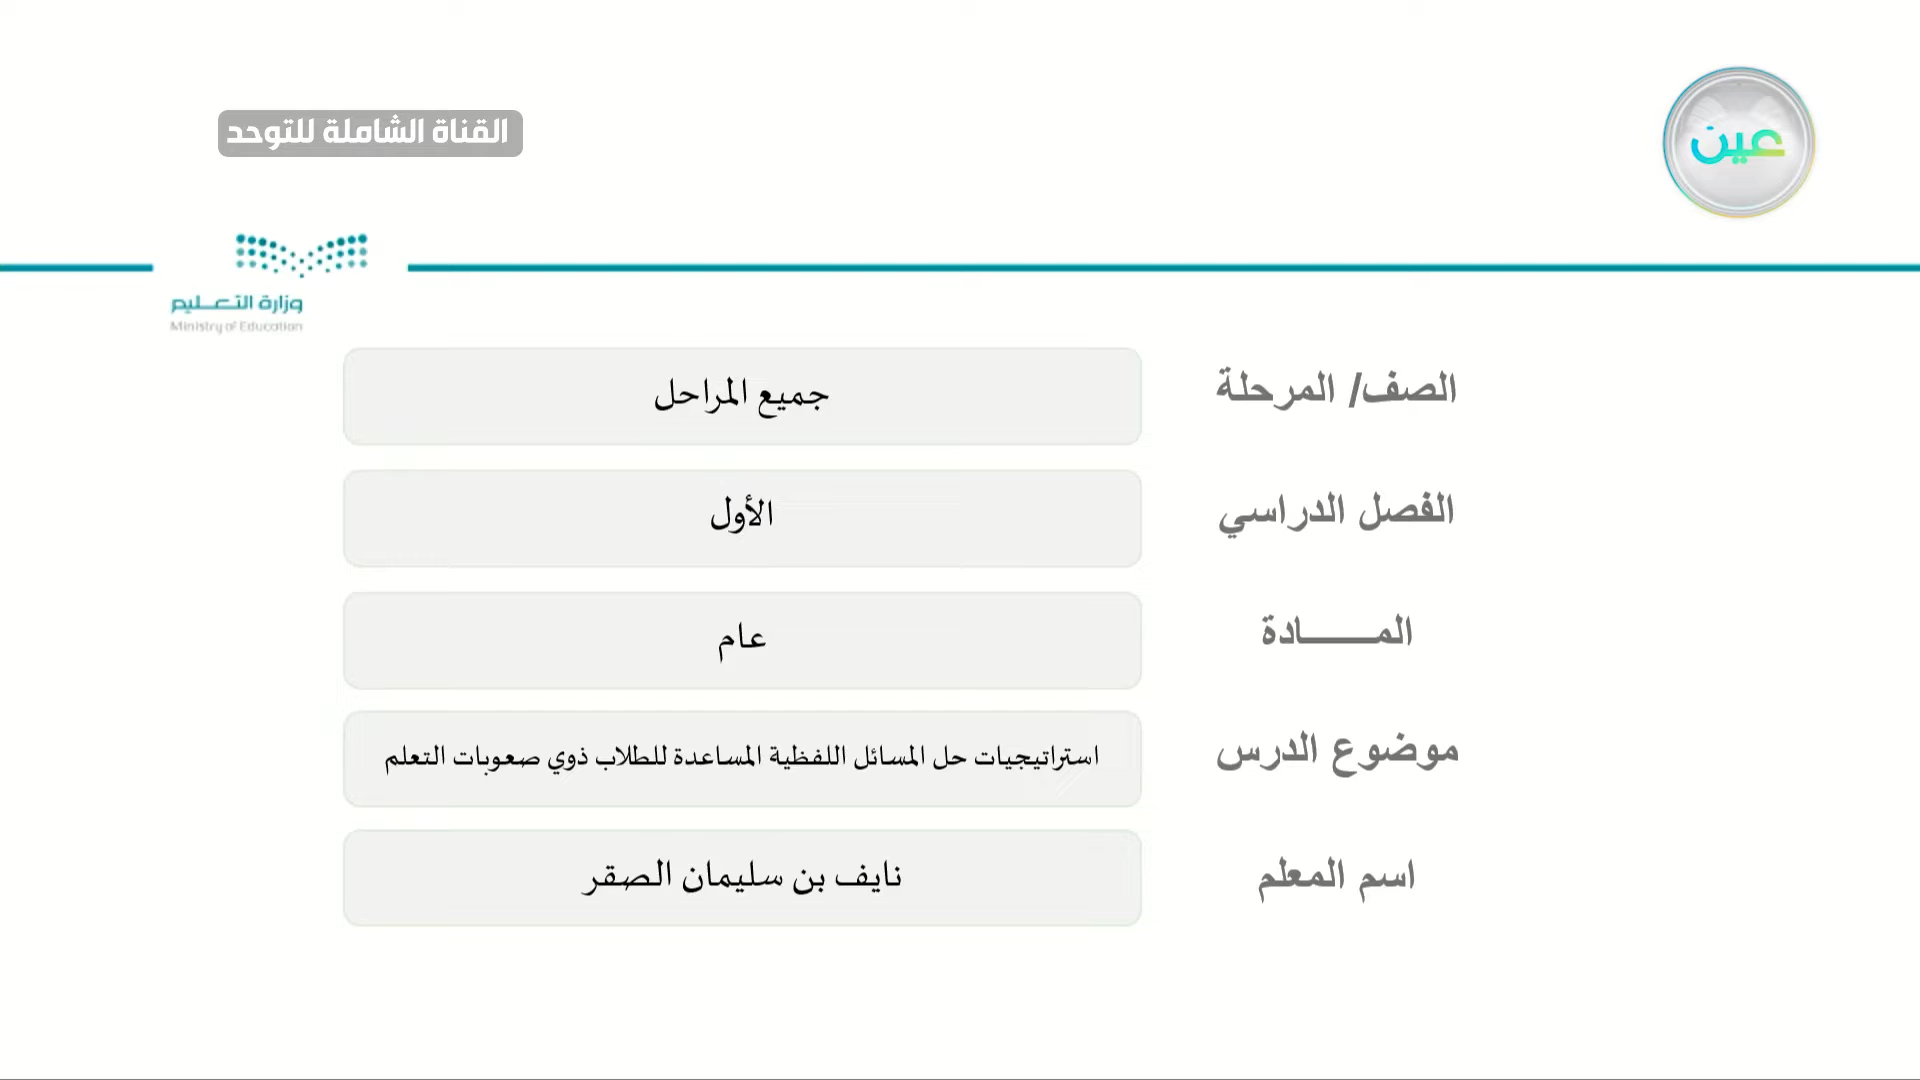 القناة الشاملة للتوحد
عين
وزارة التعليم
Ministry of Education
الصف/ المرحلة
جميع المراحل
الفصل الدراسي
الأول
المــــــــادة
عام
موضوع الدرس
استراتيجيات حل المسائل اللفظية المساعدة للطلاب ذوي صعوبات التعلم
اسم المعلم
نايف بن سليمان الصقر